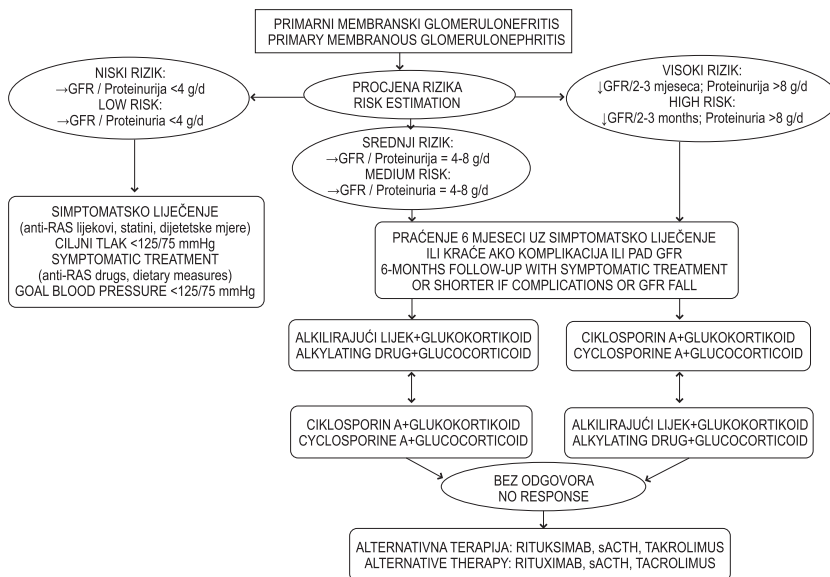 PRIMARNI MEMBRANSKI GLOMERULONEFRITIS
PRIMARY MEMBRANOUS GLOMERULONEPHRITIS
NISKI RIZIK:
→GFR / Proteinurija <4 g/d
LOW RISK:
→GFR / Proteinuria <4 g/d
PROCJENA RIZIKA
RISK ESTIMATION
VISOKI RIZIK:
↓GFR/2-3 mjeseca; Proteinurija >8 g/d
HIGH RISK:
↓GFR/2-3 months; Proteinuria >8 g/d
SREDNJI RIZIK:
→GFR / Proteinurija = 4-8 g/d
MEDIUM RISK:
→GFR / Proteinuria = 4-8 g/d
SIMPTOMATSKO LIJEČENJE
(anti-RAS lijekovi, statini, dijetetske mjere)
CILJNI TLAK <125/75 mmHg
SYMPTOMATIC TREATMENT
(anti-RAS drugs, dietary measures)
GOAL BLOOD PRESSURE <125/75 mmHg
PRAĆENJE 6 MJESECI UZ SIMPTOMATSKO LIJEČENJE
ILI KRAĆE AKO KOMPLIKACIJA ILI PAD GFR
6-MONTHS FOLLOW-UP WITH SYMPTOMATIC TREATMENT
OR SHORTER IF COMPLICATIONS OR GFR FALL
ALKILIRAJUĆI LIJEK+GLUKOKORTIKOID
ALKYLATING DRUG+GLUCOCORTICOID
CIKLOSPORIN A+GLUKOKORTIKOID
CYCLOSPORINE A+GLUCOCORTICOID
CIKLOSPORIN A+GLUKOKORTIKOID
CYCLOSPORINE A+GLUCOCORTICOID
ALKILIRAJUĆI LIJEK+GLUKOKORTIKOID
ALKYLATING DRUG+GLUCOCORTICOID
BEZ ODGOVORA
NO RESPONSE
ALTERNATIVNA TERAPIJA: RITUKSIMAB, sACTH, TAKROLIMUS
ALTERNATIVE THERAPY: RITUXIMAB, sACTH, TACROLIMUS